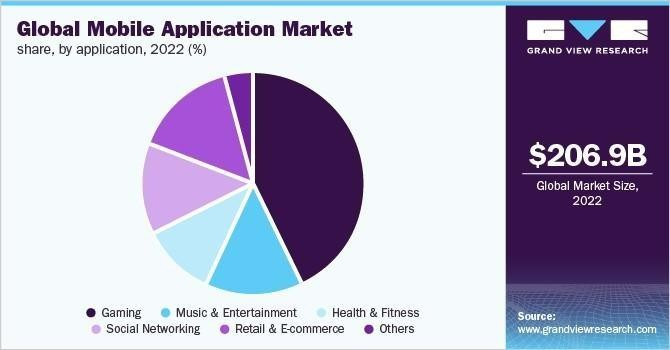 Global Mobile Application Market
share, by application, 2022 (%)
Gaming
Music & Entertainment
Health & Fitness
Social Networking
Retail & E-commerce
Others
GRAND VIEW RESEARCH
$206.9B
Global Market Size,
2022
Source:
www.grandviewresearch.com